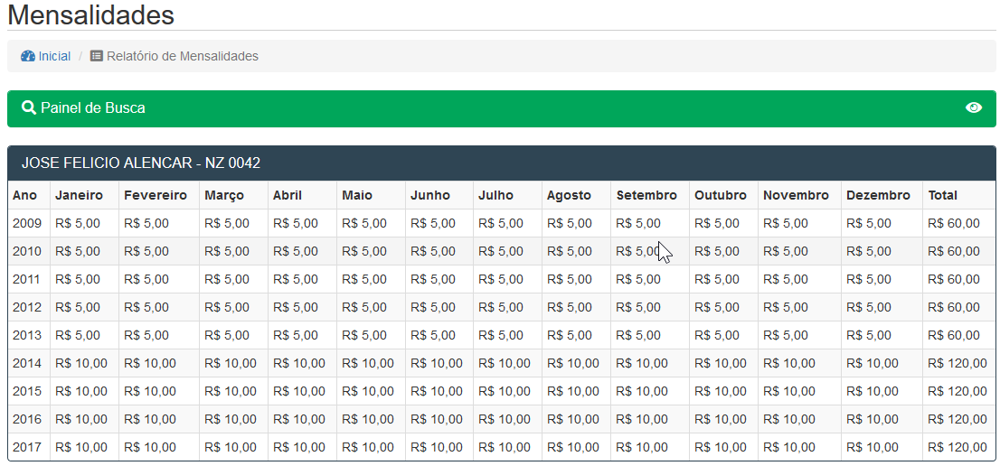 Mensalidades
Inicial / Relatório de Mensalidades
Painel de Busca
JOSE FELICIO ALENCAR - NZ 0042
Ano Janeiro Fevereiro Março Abril Maio Junho Julho Agosto Setembro Outubro Novembro Dezembro Total
2009 R$ 5,00 R$ 5,00 R$ 5,00 R$ 5,00 R$ 5,00 R$ 5,00 R$ 5,00 R$ 5,00 R$ 5,00 R$ 5,00 R$ 5,00 R$ 5,00 R$ 60,00
2010 R$ 5,00 R$ 5,00 R$ 5,00 R$ 5,00 R$ 5,00 R$ 5,00 R$ 5,00 R$ 5,00 R$ 5,00 R$ 5,00 R$ 5,00 R$ 5,00 R$ 60,00
2011 R$ 5,00 R$ 5,00 R$ 5,00 R$ 5,00 R$ 5,00 R$ 5,00 R$ 5,00 R$ 5,00 R$ 5,00 R$ 5,00 R$ 5,00 R$ 5,00 R$ 60,00
2012 R$ 5,00 R$ 5,00 R$ 5,00 R$ 5,00 R$ 5,00 R$ 5,00 R$ 5,00 R$ 5,00 R$ 5,00 R$ 5,00 R$ 5,00 R$ 5,00 R$ 60,00
2013 R$ 5,00 R$ 5,00 R$ 5,00 R$ 5,00 R$ 5,00 R$ 5,00 R$ 5,00 R$ 5,00 R$ 5,00 R$ 5,00 R$ 5,00 R$ 5,00 R$ 60,00
2014 R$ 10,00 R$ 10,00 R$ 10,00 R$ 10,00 R$ 10,00 R$ 10,00 R$ 10,00 R$ 10,00 R$ 10,00 R$ 10,00 R$ 10,00 R$ 10,00 R$ 120,00
2015 R$ 10,00 R$ 10,00 R$ 10,00 R$ 10,00 R$ 10,00 R$ 10,00 R$ 10,00 R$ 10,00 R$ 10,00 R$ 10,00 R$ 10,00 R$ 10,00 R$ 120,00
2016 R$ 10,00 R$ 10,00 R$ 10,00 R$ 10,00 R$ 10,00 R$ 10,00 R$ 10,00 R$ 10,00 R$ 10,00 R$ 10,00 R$ 10,00 R$ 10,00 R$ 120,00
2017 R$ 10,00 R$ 10,00 R$ 10,00 R$ 10,00 R$ 10,00 R$ 10,00 R$ 10,00 R$ 10,00 R$ 10,00 R$ 10,00 R$ 10,00 R$ 10,00 R$ 120,00